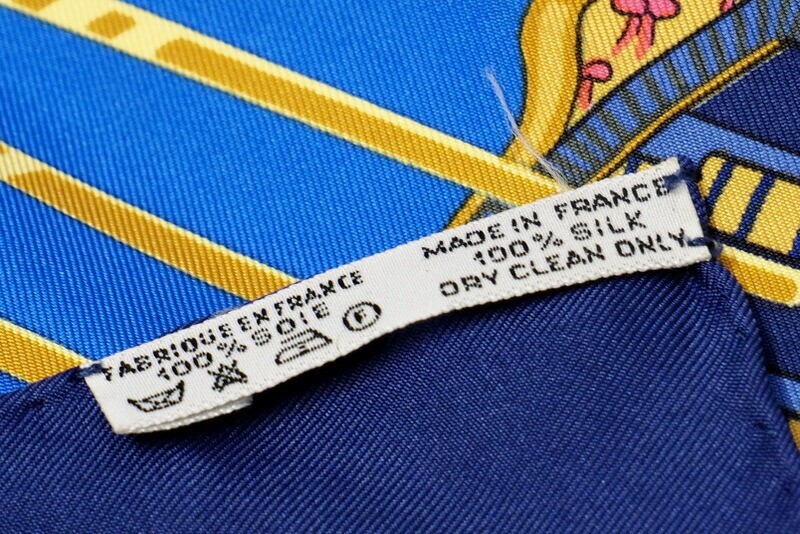 FABRIQUE EN FRANCE
100% SOIE
F
MADE IN FRANCE
100% SILK
DRY CLEAN ONLY